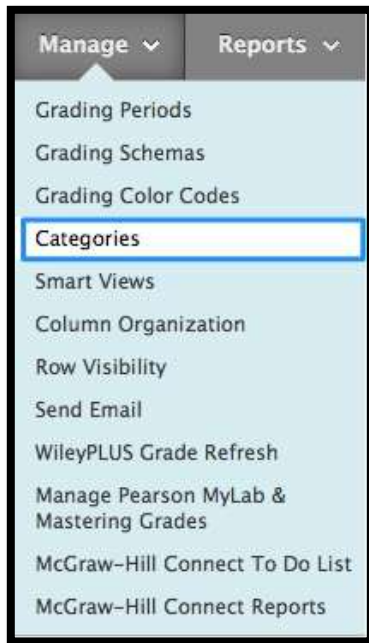 Manage Reports
Grading Periods
Grading Schemas
Grading Color Codes
Categories
Smart Views
Column Organization
Row Visibility
Send Email
WileyPLUS Grade Refresh
Manage Pearson MyLab &
Mastering Grades
McGraw-Hill Connect To Do List
McGraw-Hill Connect Reports